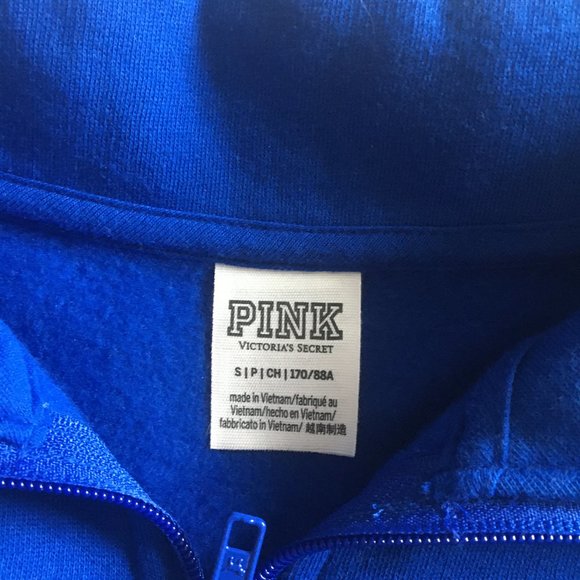 PINK
VICTORIA'S SECRET
S|P|CH|170/88A
made in Vietnam/fabriqué au
Vietnam/hecho en Vietnam/
fabbricato in Vietnam/ 越南制造